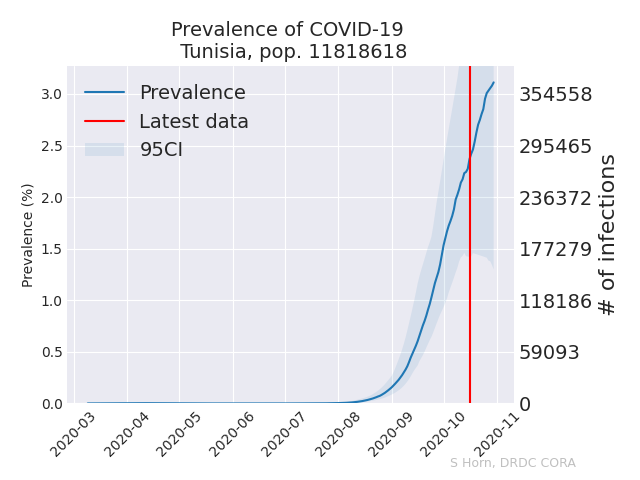 Prevalence of COVID-19
Tunisia, pop. 11818618
Prevalence
Latest data
95CI
Prevalence (%)
3.0
2.5
2.0
1.5
1.0
0.5
0.0
354558
295465
236372
177279
118186
59093
0
# of infections
2020-03
2020-04
2020-05
2020-06
2020-07
2020-08
2020-09
2020-10
2020-11
S Horn, DRDC CORA